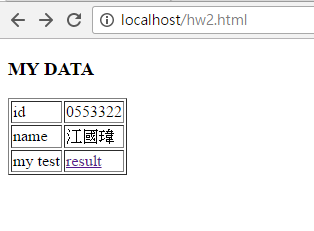 localhost/hw2.html
MY DATA
id 0553322
name 江國瑋
my test result